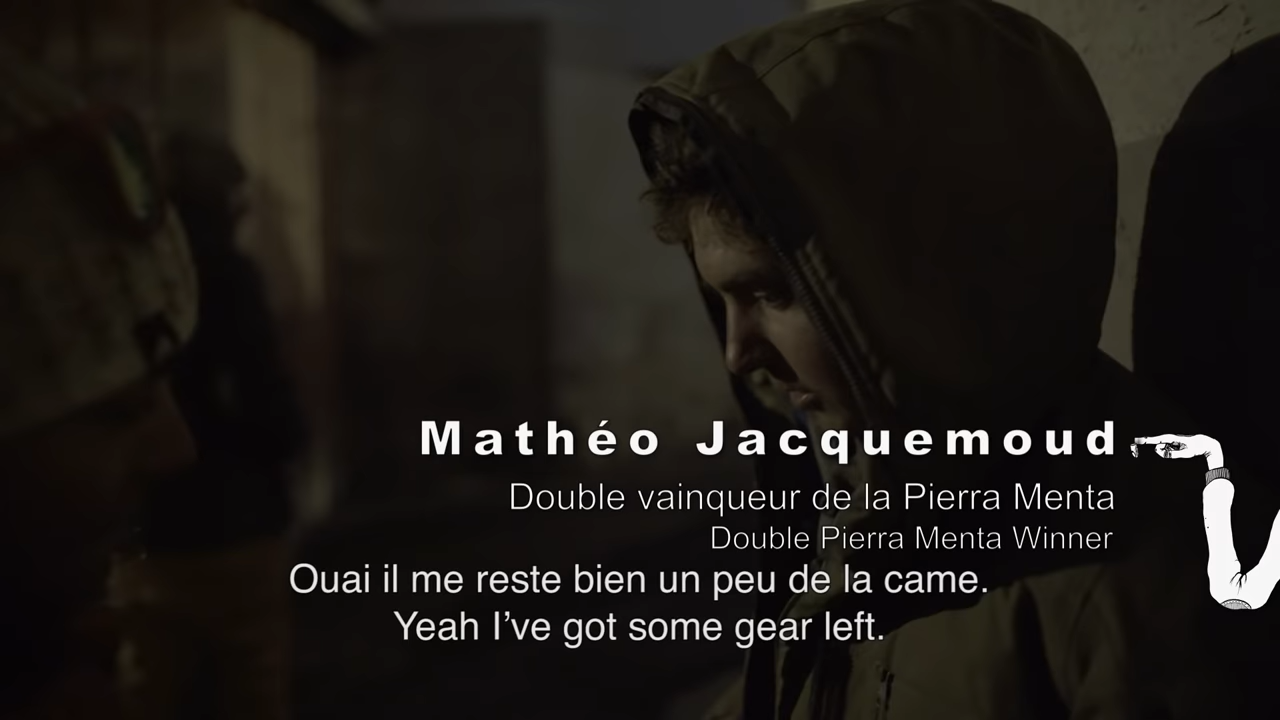 Mathéo Jacquemoud
Double vainqueur de la Pierra Menta
Double Pierra Menta Winner
Ouai il me reste bien un peu de la came.
Yeah I’ve got some gear left.